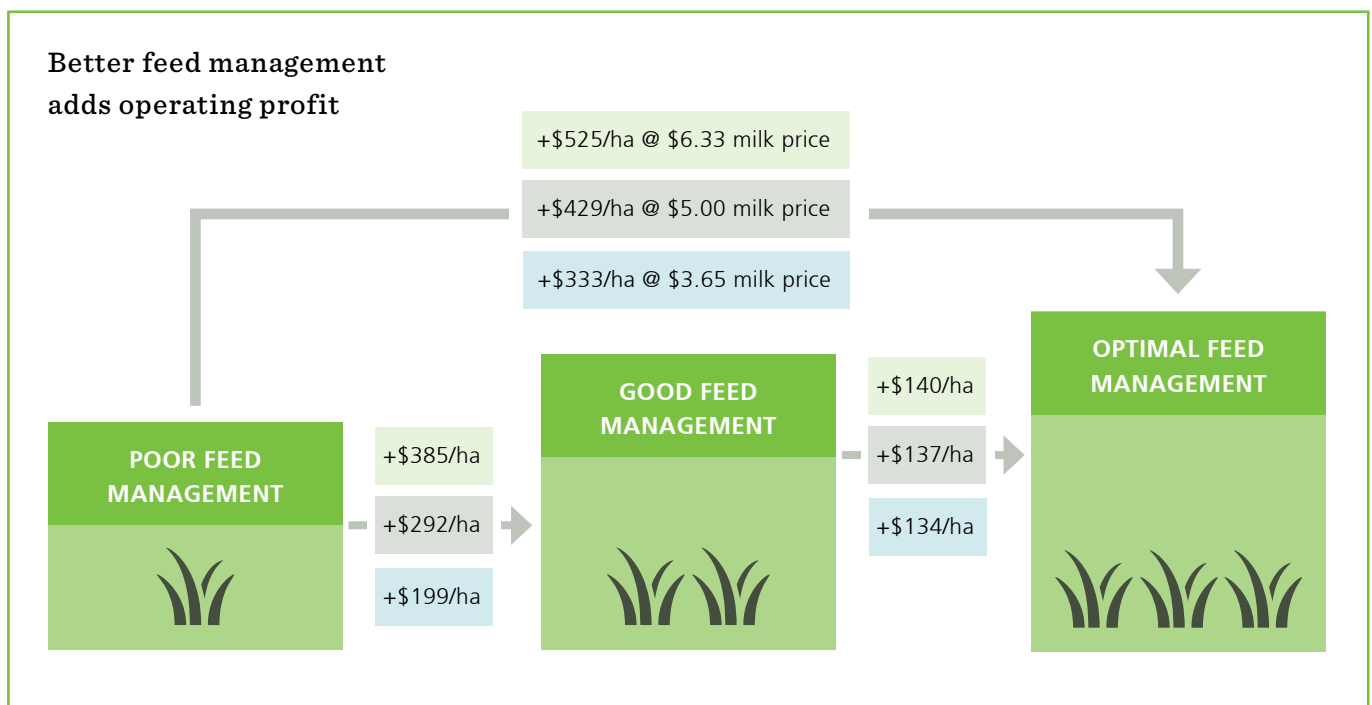 Better feed management
adds operating profit
+$525/ha @ $6.33 milk price
+$429/ha @ $5.00 milk price
+$333/ha @ $3.65 milk price
POOR FEED
MANAGEMENT
+$385/ha
+$292/ha
+$199/ha
GOOD FEED
MANAGEMENT
+$140/ha
+$137/ha
+$134/ha
OPTIMAL FEED
MANAGEMENT